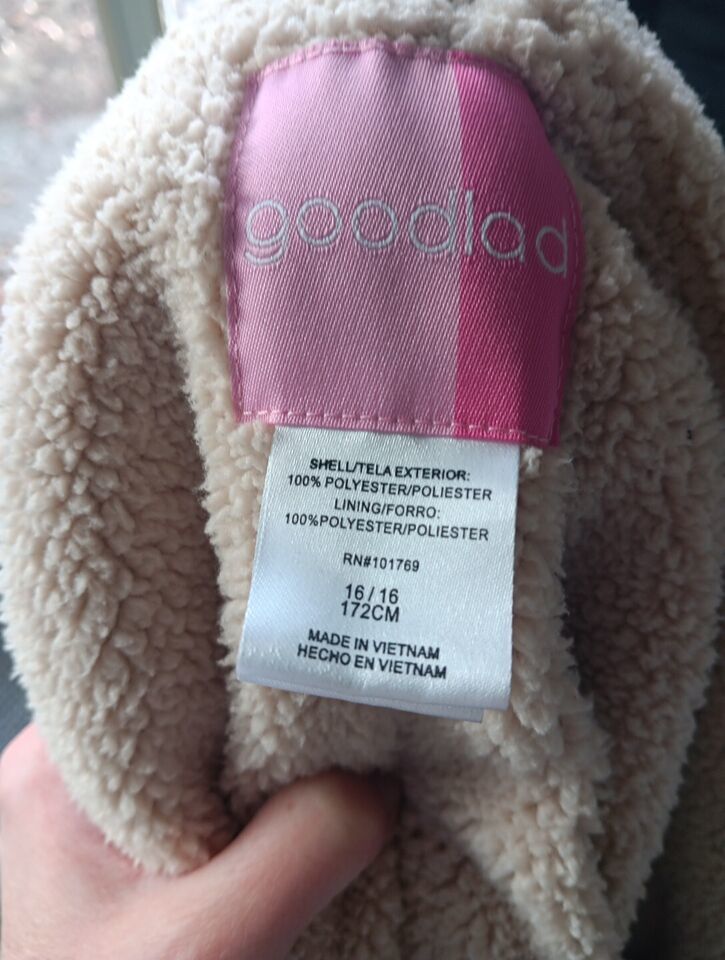 goodlad
SHELL/TELA EXTERIOR:
100% POLYESTER/POLIESTER
LINING/FORRO:
100%POLYESTER/POLIESTER
RN#101769
16 / 16
172CM
MADE IN VIETNAM
HECHO EN VIETNAM